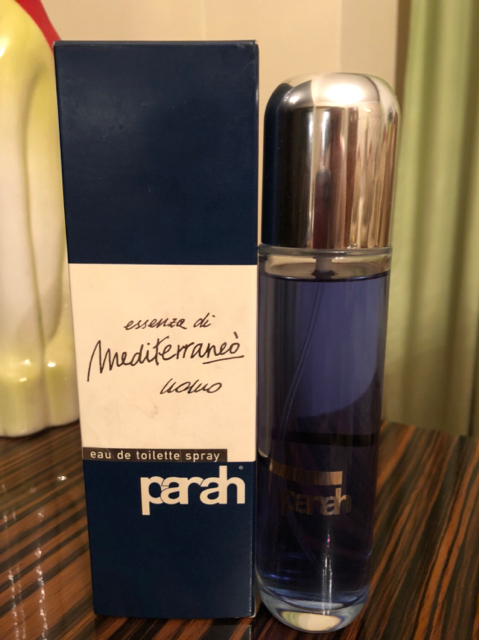 essenza di
Mediterraneò
uomo
eau de toilette spray
parah
parah